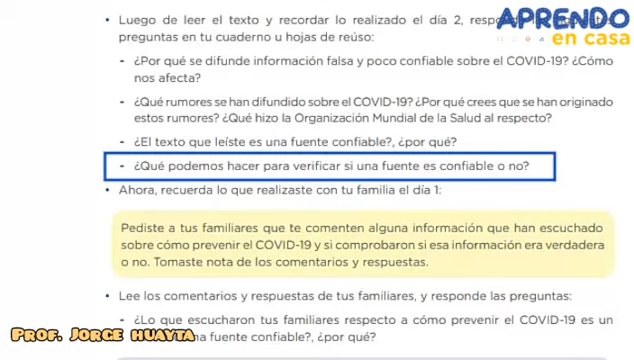 • Luego de leer el texto y recordar lo realizado el día 2, responde las siguientes
preguntas en tu cuaderno u hojas de reúso:
APRENDO
en casa
– ¿Por qué se difunde información falsa y poco confiable sobre el COVID-19? ¿Cómo
nos afecta?
– ¿Qué rumores se han difundido sobre el COVID-19? ¿Por qué crees que se han originado
estos rumores? ¿Qué hizo la Organización Mundial de la Salud al respecto?
– ¿El texto que leíste es una fuente confiable?, ¿por qué?
– ¿Qué podemos hacer para verificar si una fuente es confiable o no?
• Ahora, recuerda lo que realizaste con tu familia el día 1:
Pediste a tus familiares que te comenten alguna información que han escuchado
sobre cómo prevenir el COVID-19 y si comprobaron si esa información era verdadera
o no. Tomaste nota de los comentarios y respuestas.
• Lee los comentarios y respuestas de tus familiares, y responde las preguntas:
– ¿Lo que escucharon tus familiares respecto a cómo prevenir el COVID-19 es un
na fuente confiable?, ¿por qué?
Prof. Jorge huayta